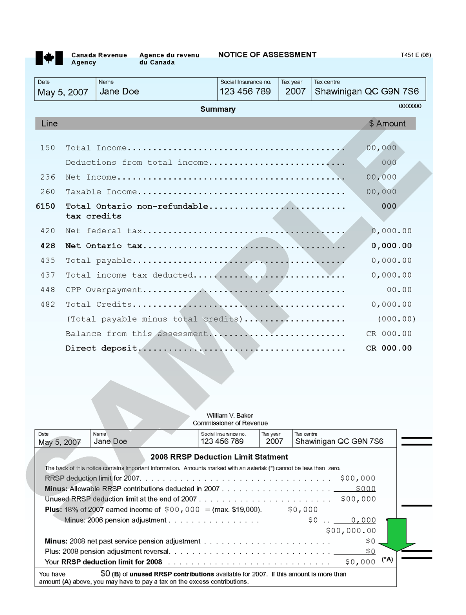 Canada Revenue Agence du revenu NOTICE OF ASSESSMENT T451 E (06)
Agency du Canada
Date Name Social Insurance no. Tax year Tax centre
May 5, 2007 Jane Doe 123 456 789 2007 Shawinigan QC G9N 7S6
Summary 0000000
Line $ Amount
150 Total Income 00,000
Deductions from total income 000
236 Net Income 00,000
260 Taxable Income 00,000
6150 Total Ontario non-refundable 000
tax credits
420 Net federal tax 0,000.00
428 Net Ontario tax 0,000.00
435 Total payable 0,000.00
437 Total income tax deducted 0,000.00
448 CPP Overpayment 00.00
482 Total Credits 0,000.00
(Total payable minus total credits) (000.00)
Balance from this assessment CR 000.00
Direct deposit CR 000.00
SAMPLE
William V. Baker
Commissioner of Revenue
Date Name Social insurance no. Tax year Tax centre
May 5, 2007 Jane Doe 123 456 789 2007 Shawinigan QC G9N 7S6
2008 RRSP Deduction Limit Statment
The back of this notice contains important information. Amounts marked with an asterisk (*) cannot be less than zero.
RRSP deduction limit for 2007 $00,000
Minus: Allowable RRSP contributions deducted in 2007 $000
Unused RRSP deduction limit at the end of 2007 $00,000
Plus: 18% of 2007 earned income of $00,000 = (max. $19,000). $0,000
Minus: 2006 pension adjustment $0 0,000
$00,000.00
Minus: 2008 net past service pension adjustment $0
Plus: 2008 pension adjustment reversal $0
Your RRSP deduction limit for 2008 $0,000 (*A)
You have $0 (B) of unused RRSP contributions available for 2007. If this amount is more than
amount (A) above, you may have to pay a tax on the excess contributions.